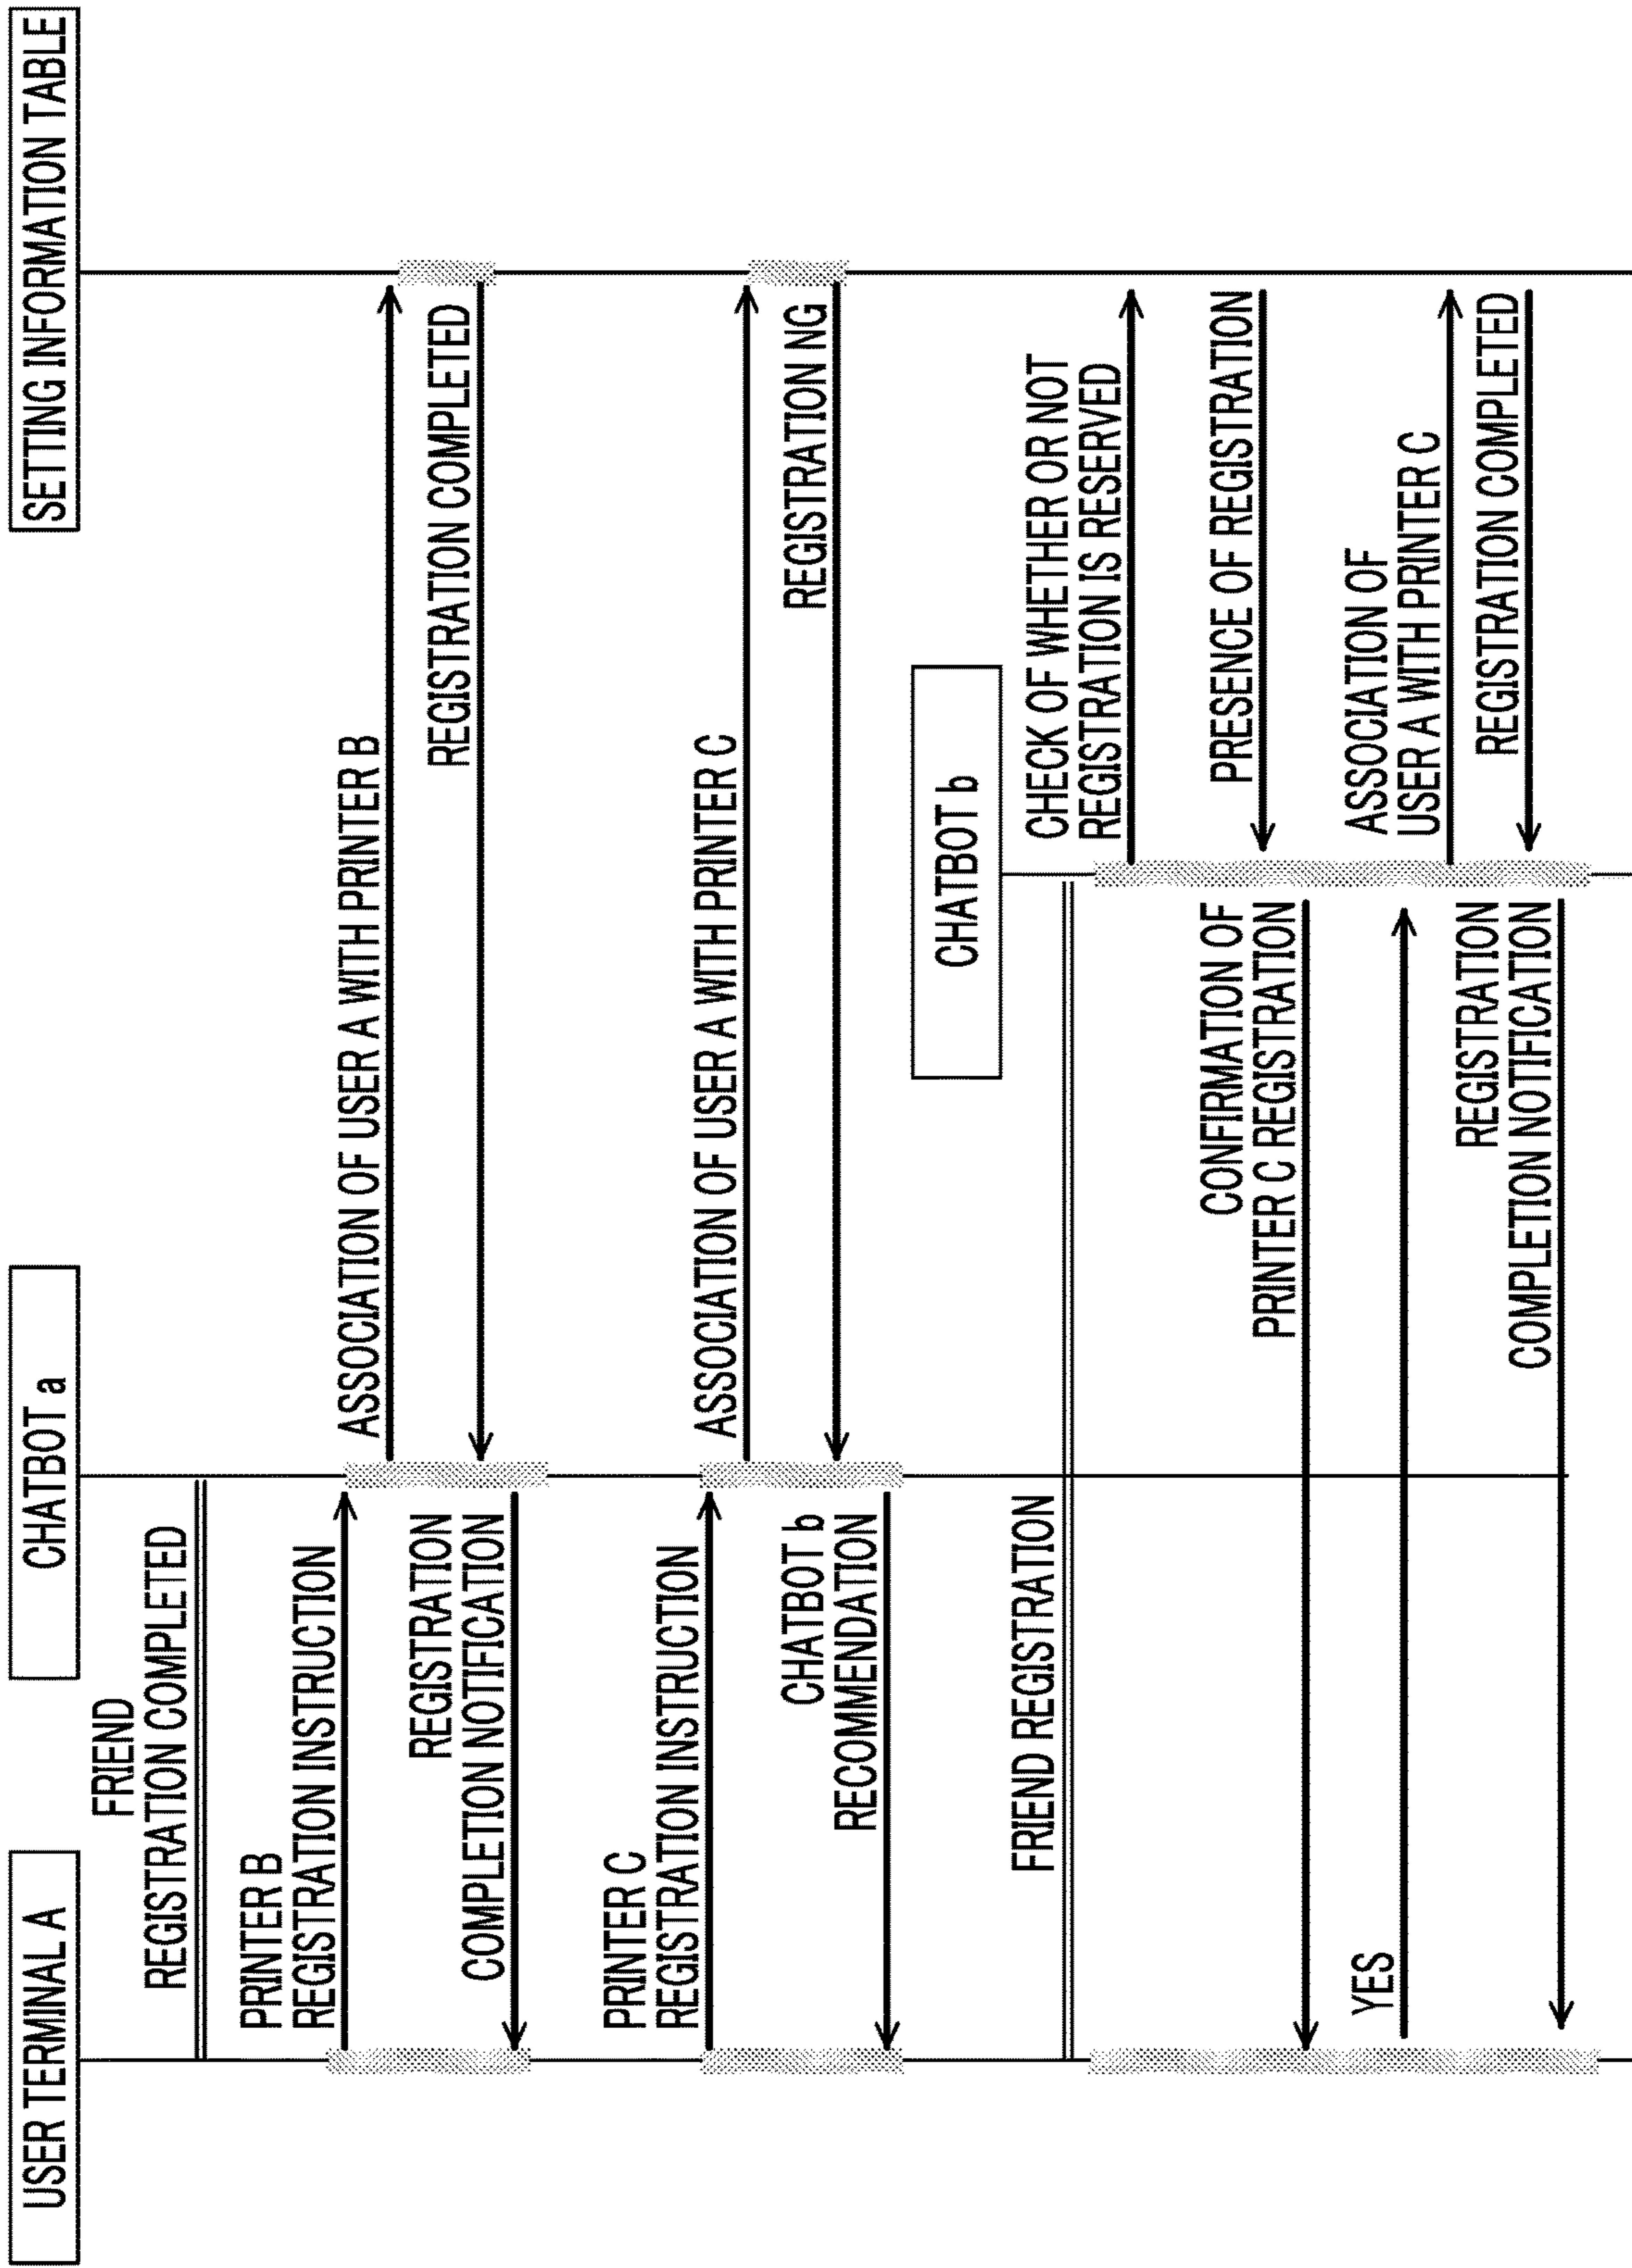 USER TERMINAL A
CHATBOT a
SETTING INFORMATION TABLE
FRIEND
REGISTRATION COMPLETED
PRINTER B
REGISTRATION INSTRUCTION
ASSOCIATION OF USER A WITH PRINTER B
REGISTRATION COMPLETED
REGISTRATION
COMPLETION NOTIFICATION
PRINTER C
REGISTRATION INSTRUCTION
ASSOCIATION OF USER A WITH PRINTER C
REGISTRATION NG
CHATBOT b
RECOMMENDATION
CHATBOT b
FRIEND REGISTRATION
CHECK OF WHETHER OR NOT
REGISTRATION IS RESERVED
PRESENCE OF REGISTRATION
CONFIRMATION OF
PRINTER C REGISTRATION
YES
ASSOCIATION OF
USER A WITH PRINTER C
REGISTRATION COMPLETED
REGISTRATION
COMPLETION NOTIFICATION